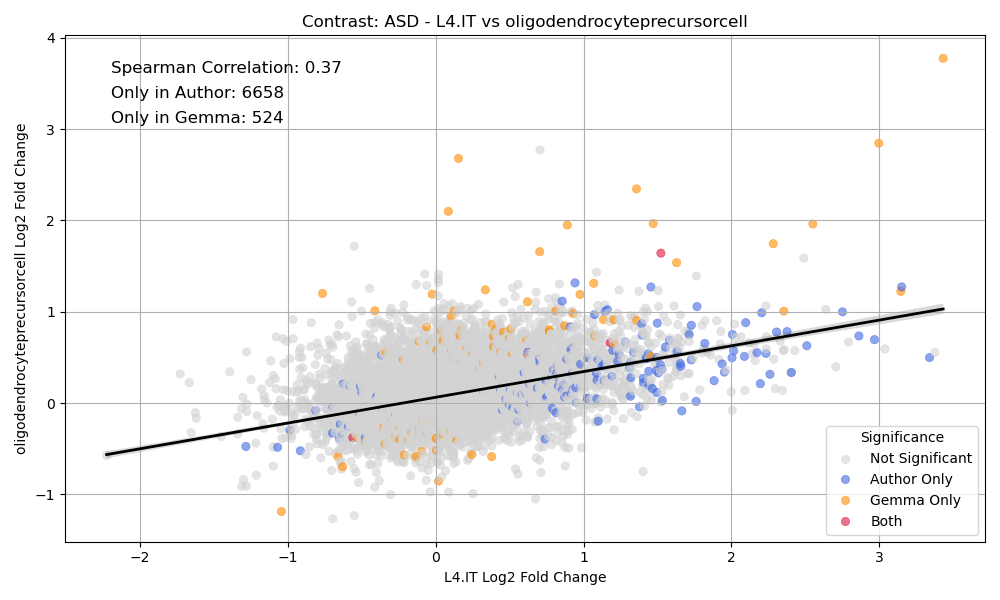 Contrast: ASD - L4.IT vs oligodendrocyteprecursorcell
Spearman Correlation: 0.37
Only in Author: 6658
Only in Gemma: 524
oligodendrocyteprecursorcell Log2 Fold Change
4
3
2
1
0
−1
−2
−1
0
1
2
3
L4.IT Log2 Fold Change
Significance
Not Significant
Author Only
Gemma Only
Both